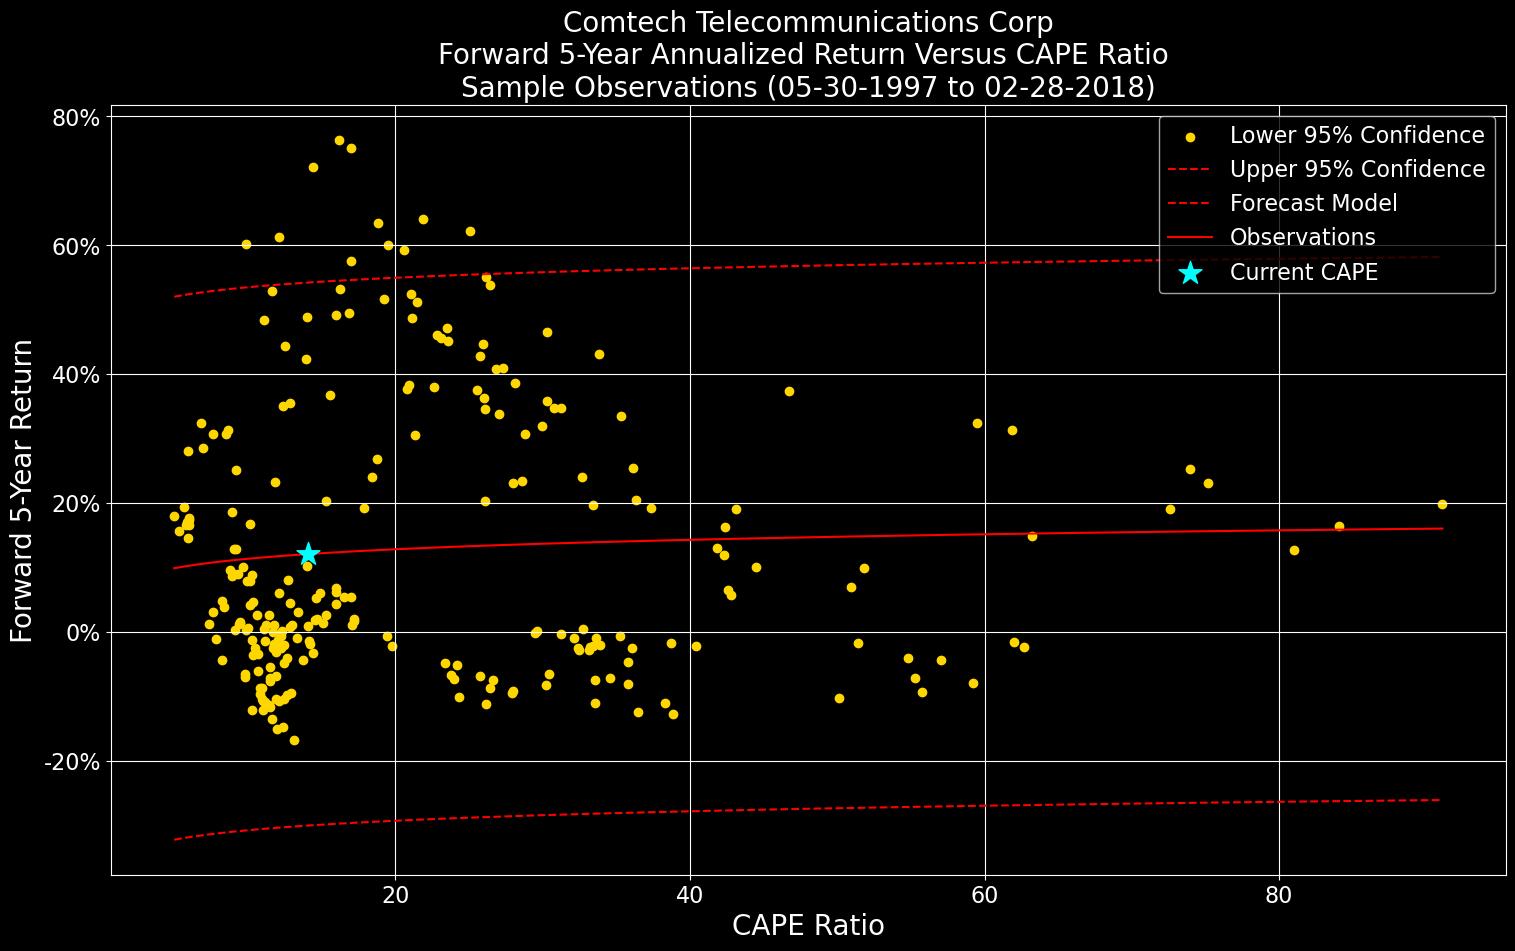 Comtech Telecommunications Corp
Forward 5-Year Annualized Return Versus CAPE Ratio
Sample Observations (05-30-1997 to 02-28-2018)
80%
60%
40%
20%
0%
-20%
Forward 5-Year Return
Lower 95% Confidence
Upper 95% Confidence
Forecast Model
Observations
Current CAPE
20
40
60
80
CAPE Ratio